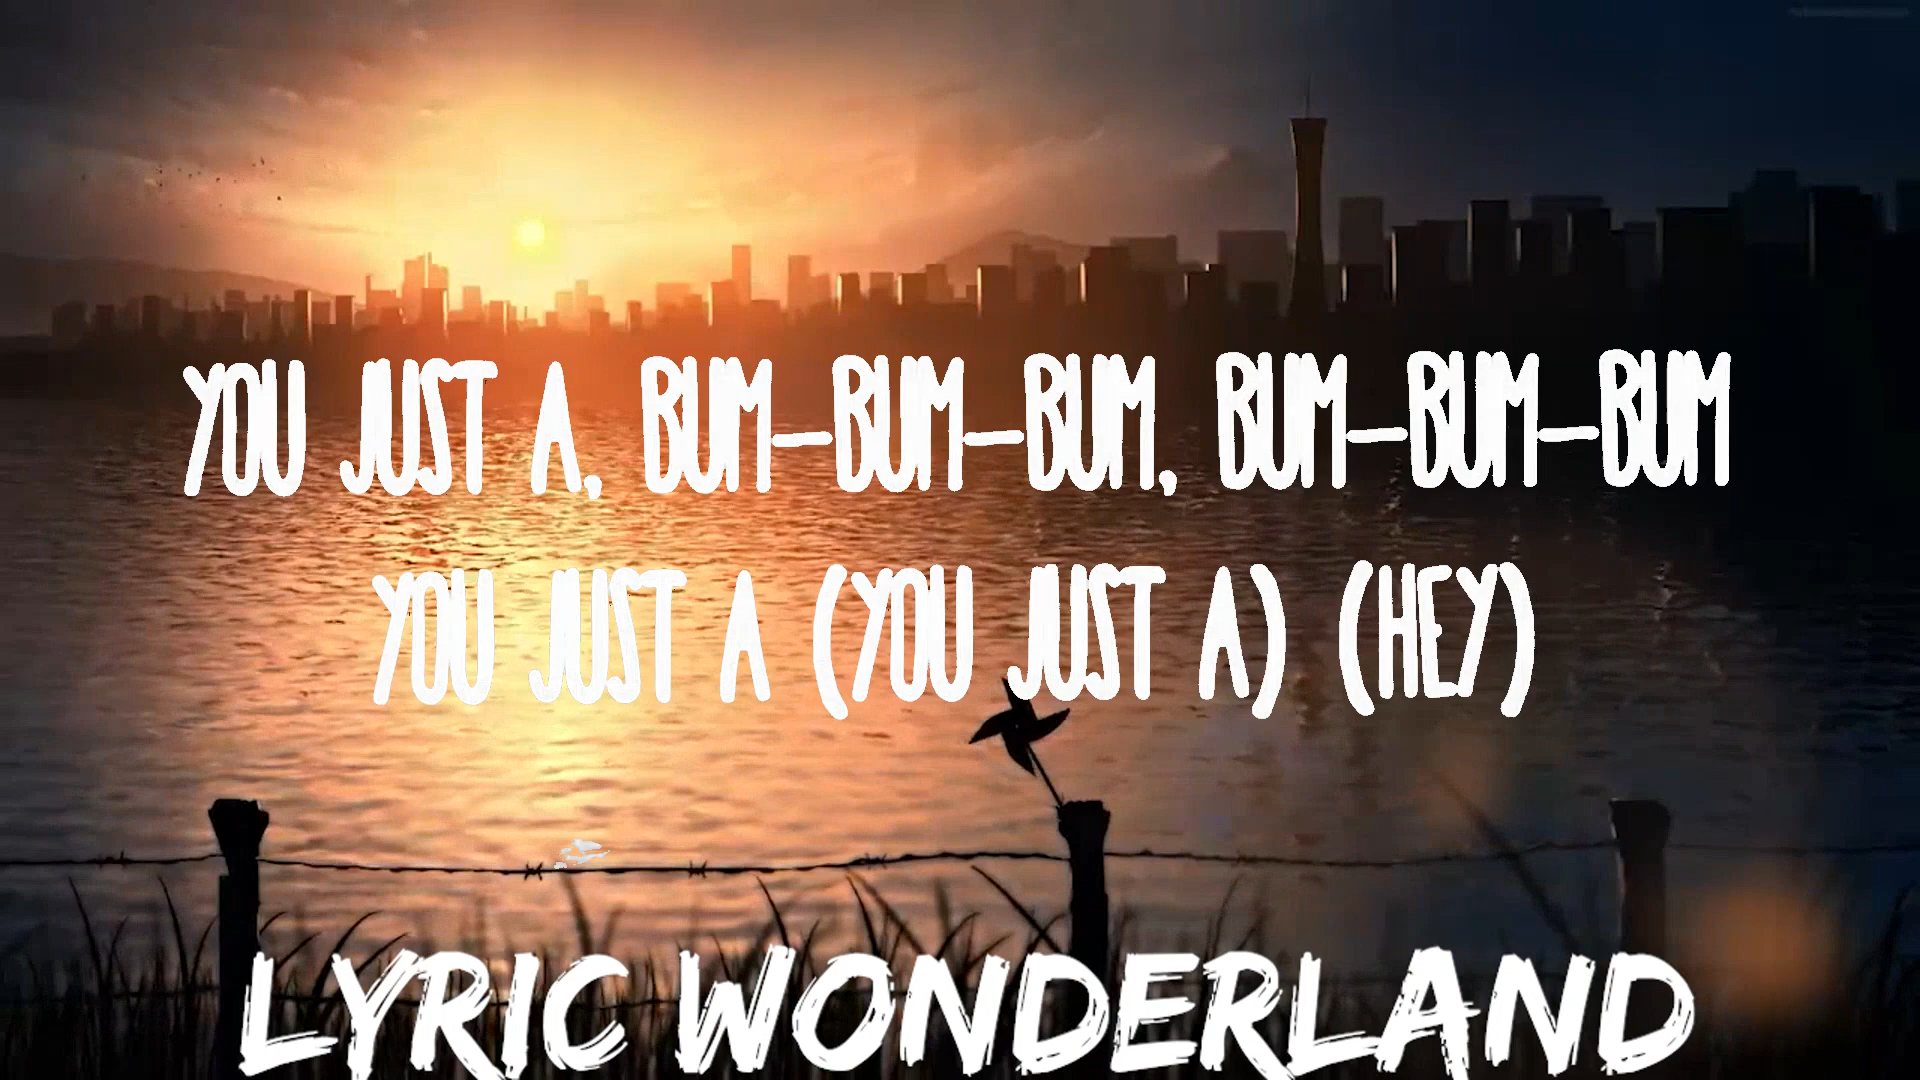 YOU JUST A, BUM-BUM-BUM, BUM-BUM-BUM
YOU JUST A (YOU JUST A) (HEY)
LYRIC WONDERLAND